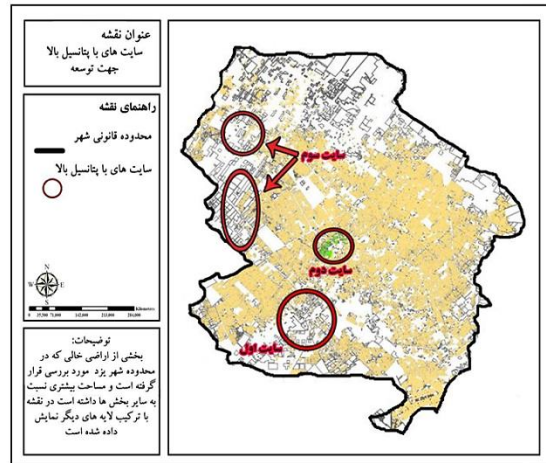 عنوان نقشه
سایت های با پتانسیل بالا
جهت توسعه
راهنمای نقشه
محدوده قانونی شهر
سایت های با پتانسیل بالا
N
W
E
S
Kilometers
توضیحات:
بخشی از اراضی خالی که در
محدوده شهر یزد مورد بررسی قرار
گرفته است و مساحت بیشتری نسبت
به سایر بخش ها داشته است در نقشه
با ترکیب لایه های دیگر نمایش
داده شده است
سایت سوم
سایت دوم
سایت اول